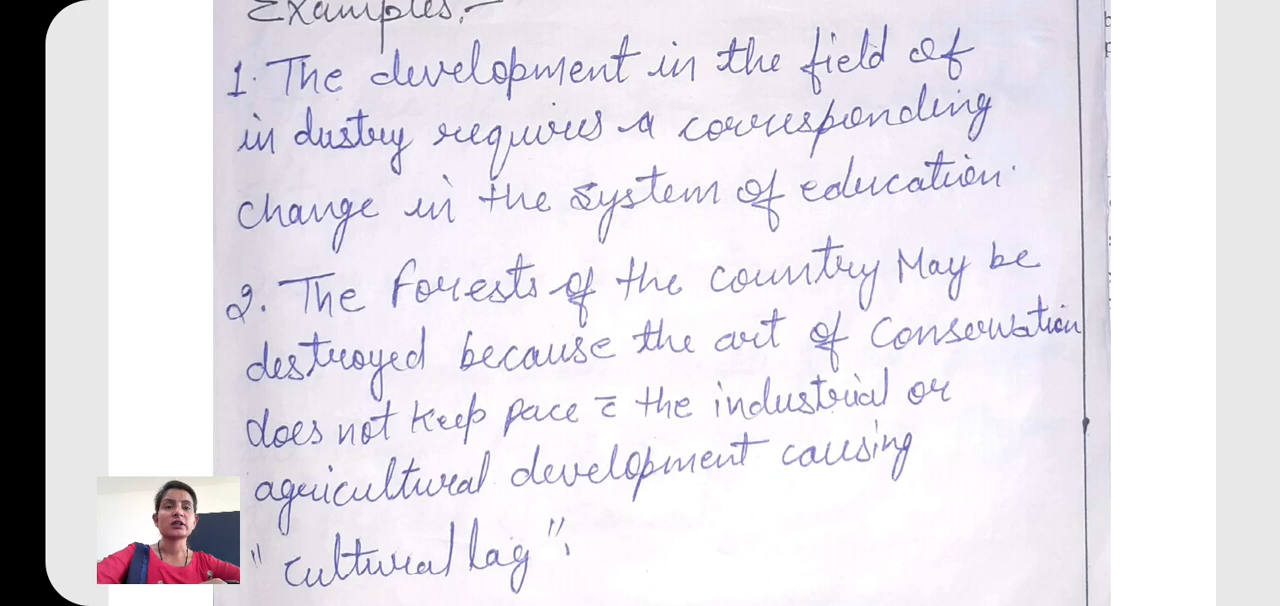 Examples:-
1. The development in the field of
in dustry requires a corresponding
change in the system of education.
2. The forests of the country May be
destroyed because the art of Conservation
does not keep pace c̄ the industrial or
agricultural development causing
"cultural lag".